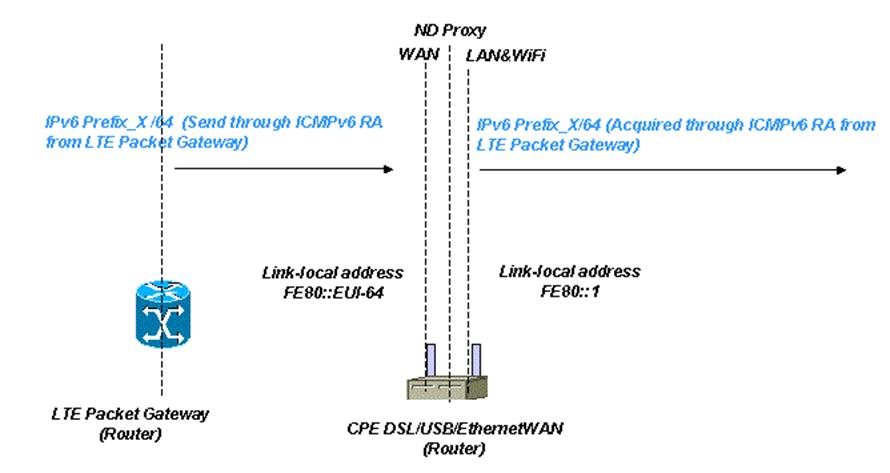 ND Proxy
WAN
LAN&WiFi
IPv6 Prefix_X /64 (Send through ICMPv6 RA
from LTE Packet Gateway)
IPv6 Prefix_X/64 (Acquired through ICMPv6 RA from
LTE Packet Gateway)
Link-local address
FE80::EUI-64
Link-local address
FE80::1
LTE Packet Gateway
(Router)
CPE DSL/USB/EthernetWAN
(Router)